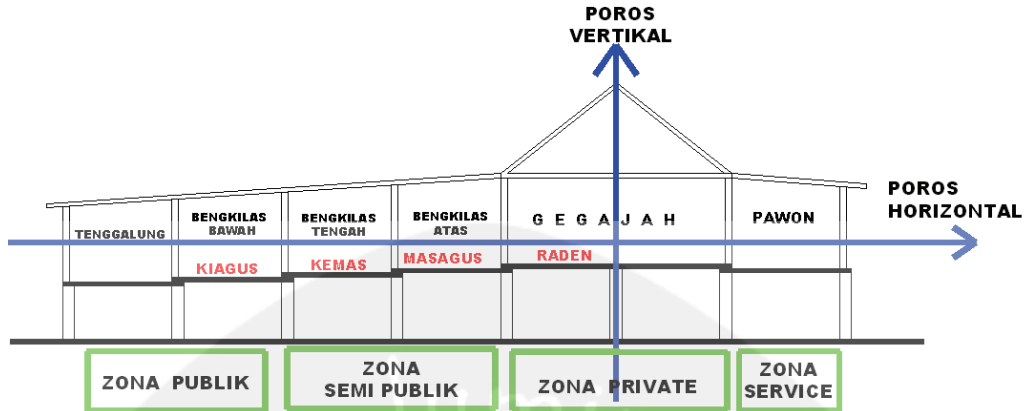 POROS
VERTIKAL
POROS
HORIZONTAL
TENGGALUNG
BENGKILAS
BAWAH
BENGKILAS
TENGAH
BENGKILAS
ATAS
G E G A J A H
PAWON
KIAGUS
KEMAS
MASAGUS
RADEN
ZONA PUBLIK
ZONA
SEMI PUBLIK
ZONA PRIVATE
ZONA
SERVICE